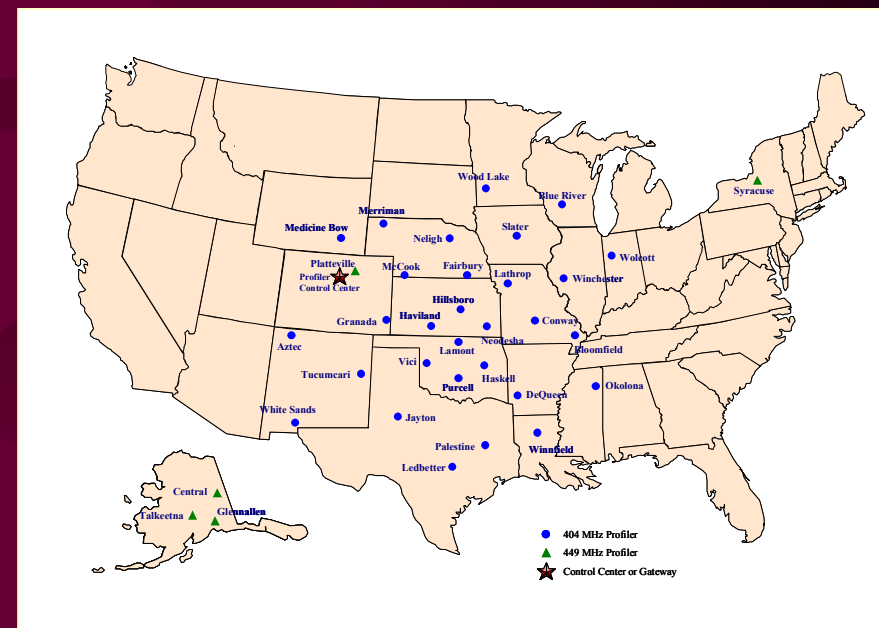 Wood Lake
Syracuse
Blue River
Merriman
Medicine Bow
Slater
Neligh
Wolcott
Platteville
McCook
Fairbury
Lathrop
Winchester
Profiler
Control Center
Hillsboro
Haviland
Granada
Conway
Neodesha
Aztec
Lamont
Bloomfield
Vici
Tucumcari
Haskell
Purcell
Okolona
DeQueen
White Sands
Jayton
Palestine
Winnfield
Ledbetter
Central
Glennallen
Talkeetna
404 MHz Profiler
449 MHz Profiler
Control Center or Gateway